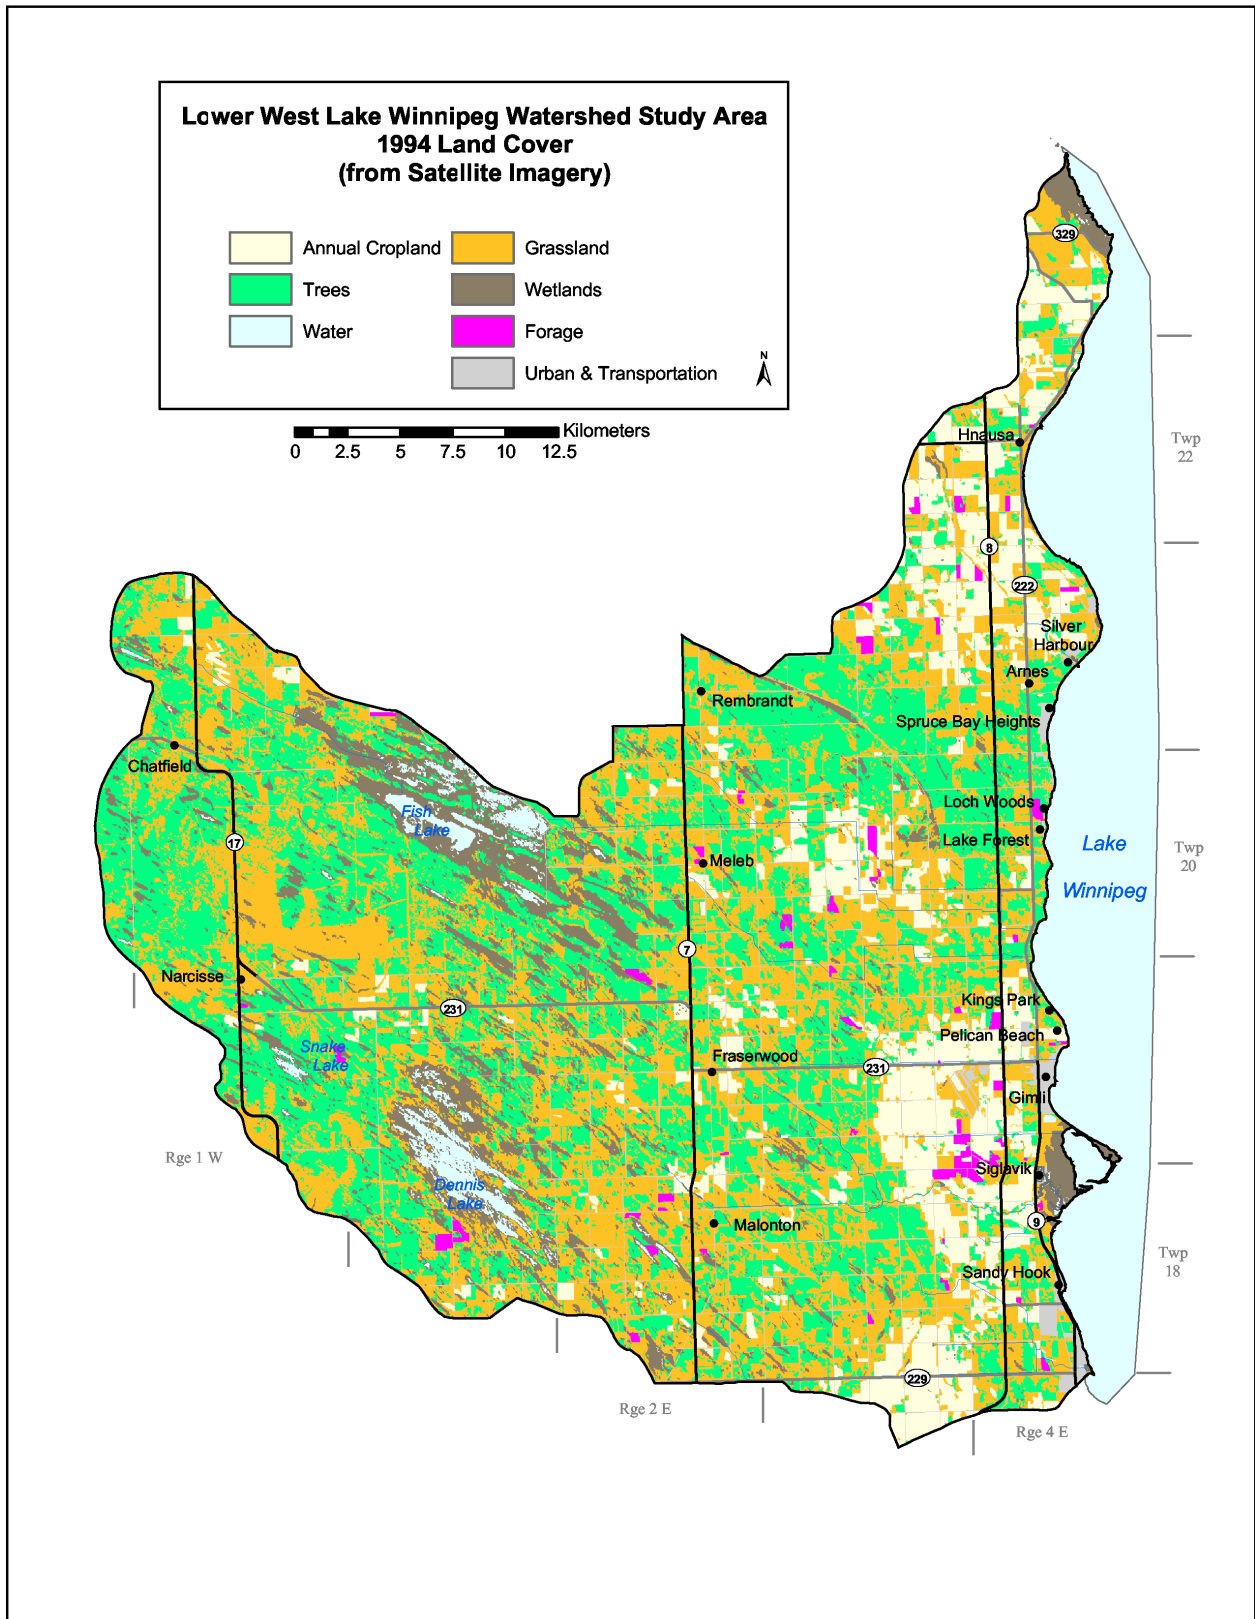 Lower West Lake Winnipeg Watershed Study Area
1994 Land Cover
(from Satellite Imagery)
Annual Cropland
Grassland
Trees
Wetlands
Water
Forage
Urban & Transportation
N
Kilometers
0 2.5 5 7.5 10 12.5
329
Hnausa
Twp
22
8
222
Silver
Harbour
Arnes
Rembrandt
Spruce Bay Heights
Chatfield
Fish
Lake
Loch Woods
Lake Forest
17
Meleb
Lake
Winnipeg
Twp
20
7
Narcisse
231
Kings Park
Pelican Beach
Snake
Lake
Fraserwood
231
Gimli
Rge 1 W
Siglavik
Dennis
Lake
Malonton
9
Sandy Hook
Twp
18
229
Rge 2 E
Rge 4 E